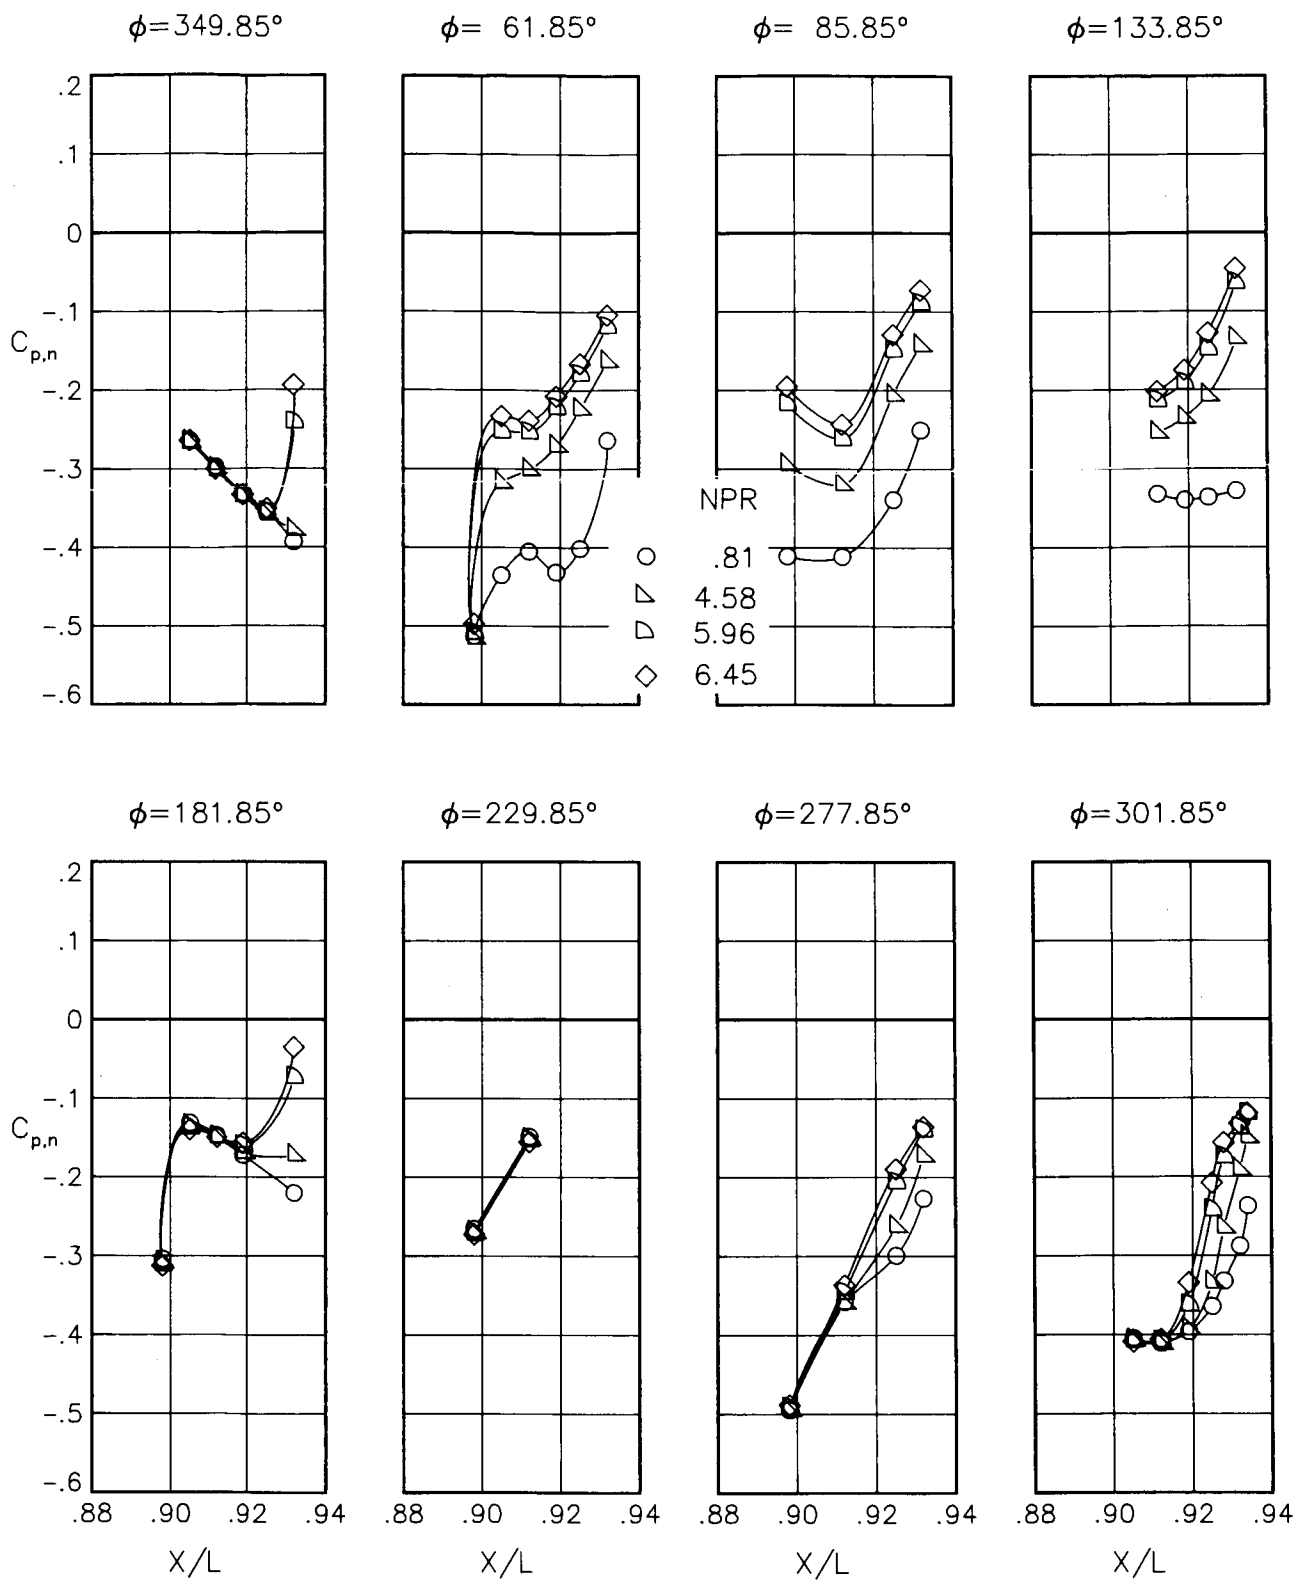 ϕ=349.85°
ϕ= 61.85°
ϕ= 85.85°
ϕ=133.85°
.2
.1
0
-.1
C_{p,n}
-.2
-.3
-.4
-.5
-.6
NPR
.81
4.58
5.96
6.45
ϕ=181.85°
ϕ=229.85°
ϕ=277.85°
ϕ=301.85°
.2
.1
0
-.1
C_{p,n}
-.2
-.3
-.4
-.5
-.6
.88 .90 .92 .94
.88 .90 .92 .94
.88 .90 .92 .94
.88 .90 .92 .94
X/L
X/L
X/L
X/L